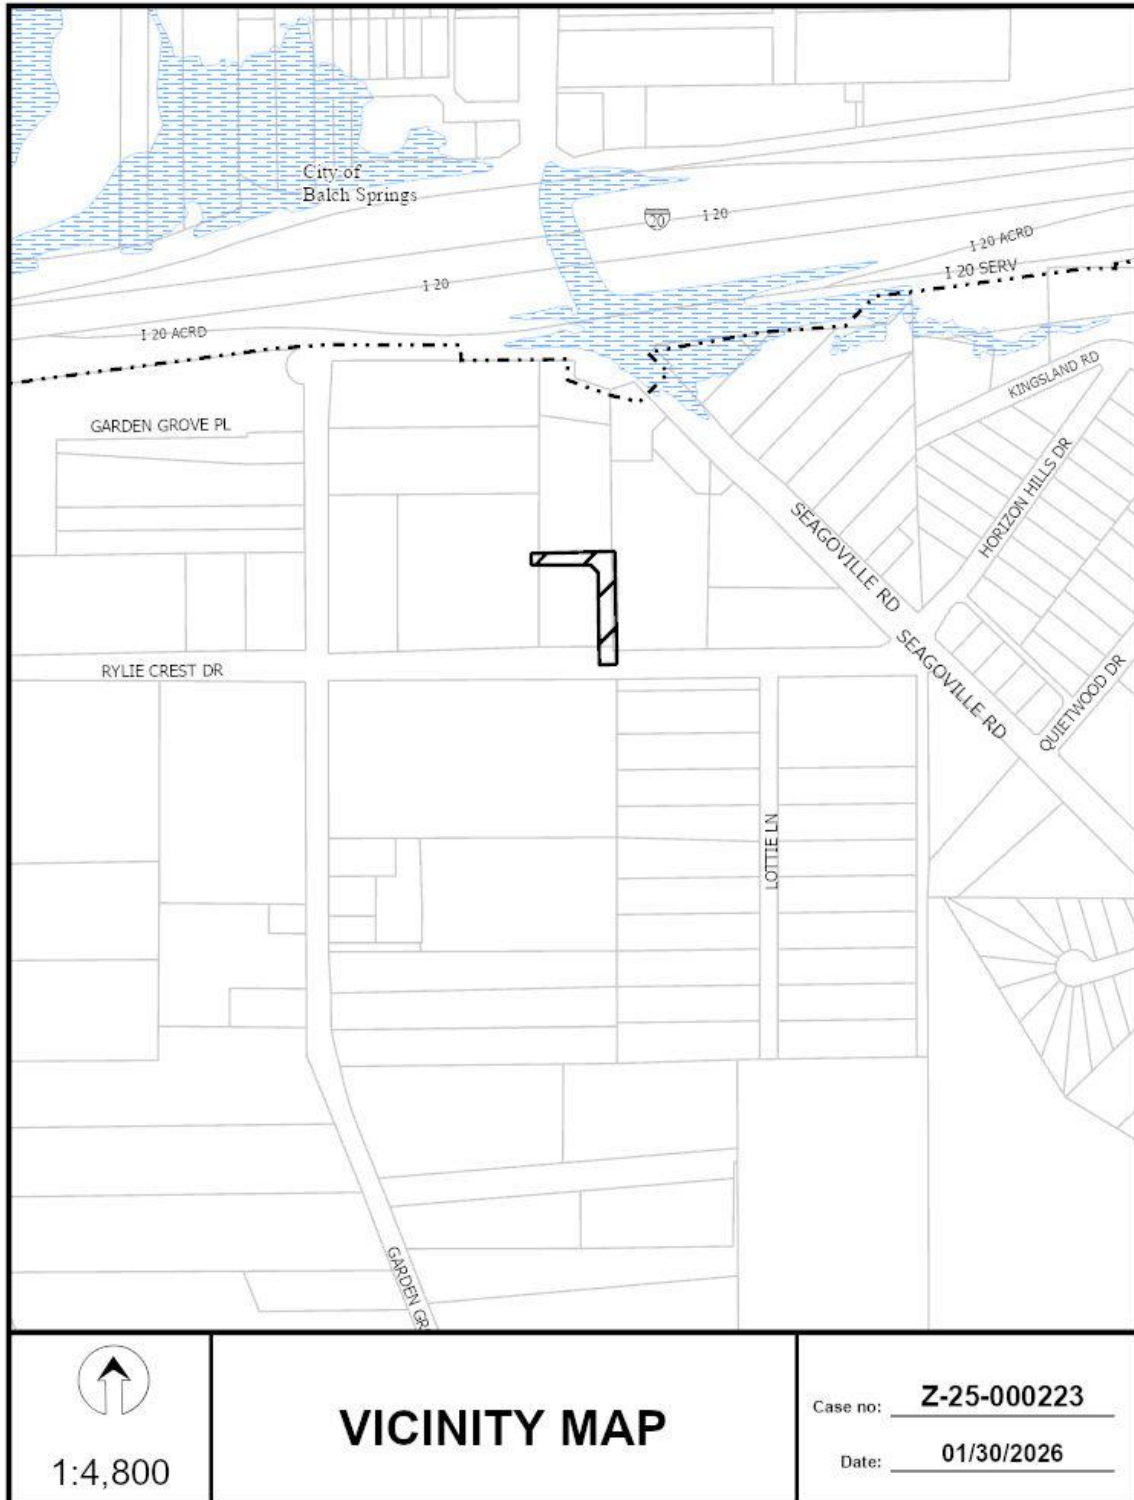 City of
Balch Springs
20
I 20
I 20 ACRD
I 20 SERV
I 20
I 20 ACRD
KINGSLAND RD
GARDEN GROVE PL
HORIZON HILLS DR
SEAGOVILLE RD
SEAGOVILLE RD
RYLIE CREST DR
QUIETWOOD DR
LOTTIE LN
GARDEN GR
1:4,800
VICINITY MAP
Case no: Z-25-000223
Date: 01/30/2026